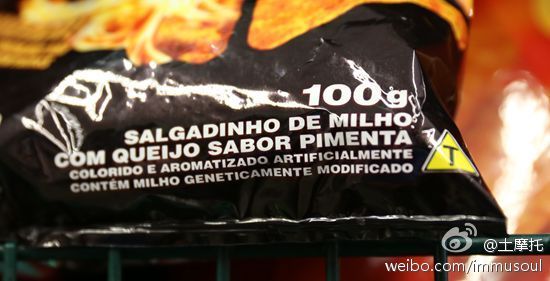 100g
SALGADINHO DE MILHO
COM QUEIJO SABOR PIMENTA
COLORIDO E AROMATIZADO ARTIFICIALMENTE
CONTÉM MILHO GENETICAMENTE MODIFICADO
T
@土摩托
weibo.com/immusoul